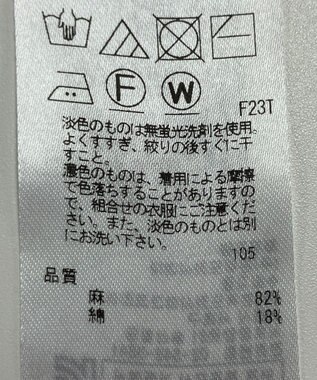 F W
F23T
淡色のものは無蛍光洗剤を使用。
よくすすぎ、絞りの後すぐに干
すこと。
濃色のものは、着用による摩擦
で色落ちすることがありますの
で、組合せの衣服にご注意くだ
さい。また、淡色のものとは別
にお洗い下さい。
105
品質
麻 82%
綿 18%